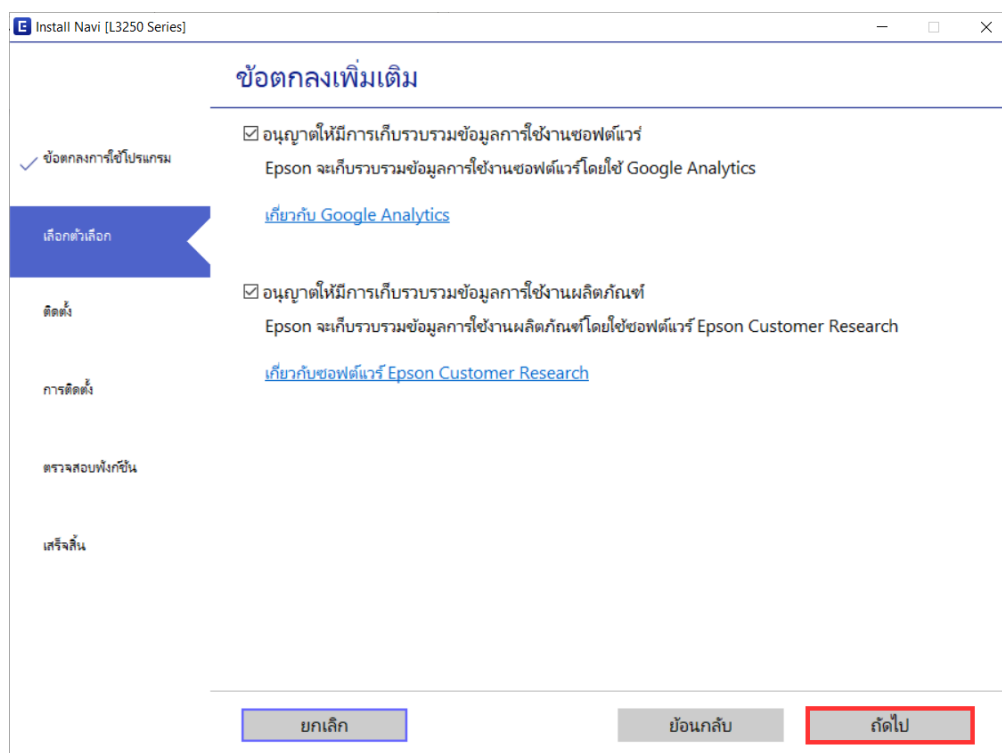 E Install Navi [L3250 Series]
ข้อตกลงเพิ่มเติม
ข้อตกลงการใช้โปรแกรม
เลือกตัวเลือก
ติดตั้ง
การติดตั้ง
ตรวจสอบฟังก์ชัน
เสร็จสิ้น
อนุญาตให้มีการเก็บรวบรวมข้อมูลการใช้งานซอฟต์แวร์
Epson จะเก็บรวบรวมข้อมูลการใช้งานซอฟต์แวร์โดยใช้ Google Analytics
เกี่ยวกับ Google Analytics
อนุญาตให้มีการเก็บรวบรวมข้อมูลการใช้งานผลิตภัณฑ์
Epson จะเก็บรวบรวมข้อมูลการใช้งานผลิตภัณฑ์โดยใช้ซอฟต์แวร์ Epson Customer Research
เกี่ยวกับซอฟต์แวร์ Epson Customer Research
ยกเลิก
ย้อนกลับ
ถัดไป